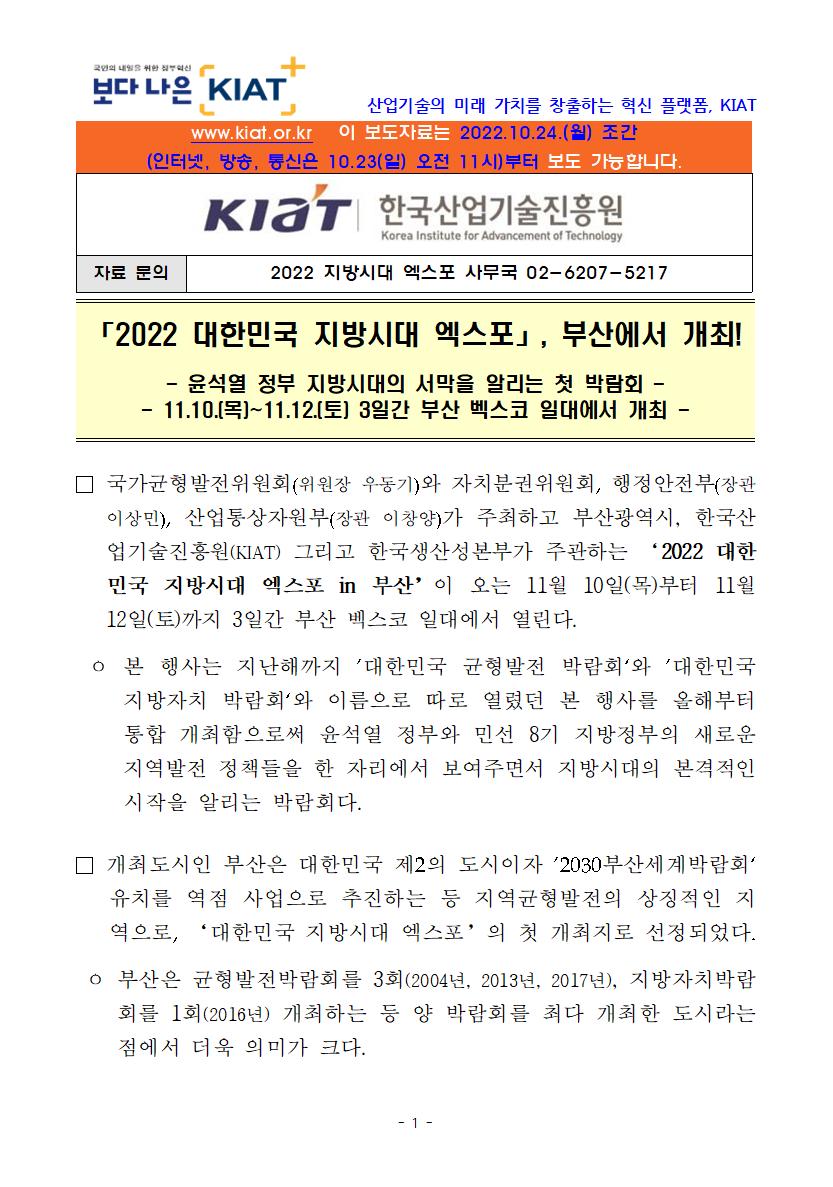 국민의 내일을 위한 정부혁신
보다 나은 KIAT
산업기술의 미래 가치를 창출하는 혁신 플랫폼, KIAT
www.kiat.or.kr 이 보도자료는 2022.10.24.(월) 조간
(인터넷, 방송, 통신은 10.23(일) 오전 11시)부터 보도 가능합니다.
KIAT 한국산업기술진흥원
Korea Institute for Advancement of Technology
자료 문의 2022 지방시대 엑스포 사무국 02-6207-5217
「2022 대한민국 지방시대 엑스포」, 부산에서 개최!
- 윤석열 정부 지방시대의 서막을 알리는 첫 박람회 -
- 11.10.(목)~11.12.(토) 3일간 부산 벡스코 일대에서 개최 -
□ 국가균형발전위원회(위원장 우동기)와 자치분권위원회, 행정안전부(장관
이상민), 산업통상자원부(장관 이창양)가 주최하고 부산광역시, 한국산
업기술진흥원(KIAT) 그리고 한국생산성본부가 주관하는 ‘2022 대한
민국 지방시대 엑스포 in 부산’이 오는 11월 10일(목)부터 11월
12일(토)까지 3일간 부산 벡스코 일대에서 열린다.
ㅇ 본 행사는 지난해까지 '대한민국 균형발전 박람회'와 '대한민국
지방자치 박람회'와 이름으로 따로 열렸던 본 행사를 올해부터
통합 개최함으로써 윤석열 정부와 민선 8기 지방정부의 새로운
지역발전 정책들을 한 자리에서 보여주면서 지방시대의 본격적인
시작을 알리는 박람회다.
□ 개최도시인 부산은 대한민국 제2의 도시이자 '2030부산세계박람회'
유치를 역점 사업으로 추진하는 등 지역균형발전의 상징적인 지
역으로, ‘대한민국 지방시대 엑스포’의 첫 개최지로 선정되었다.
ㅇ 부산은 균형발전박람회를 3회(2004년, 2013년, 2017년), 지방자치박람
회를 1회(2016년) 개최하는 등 양 박람회를 최다 개최한 도시라는
점에서 더욱 의미가 크다.
- 1 -